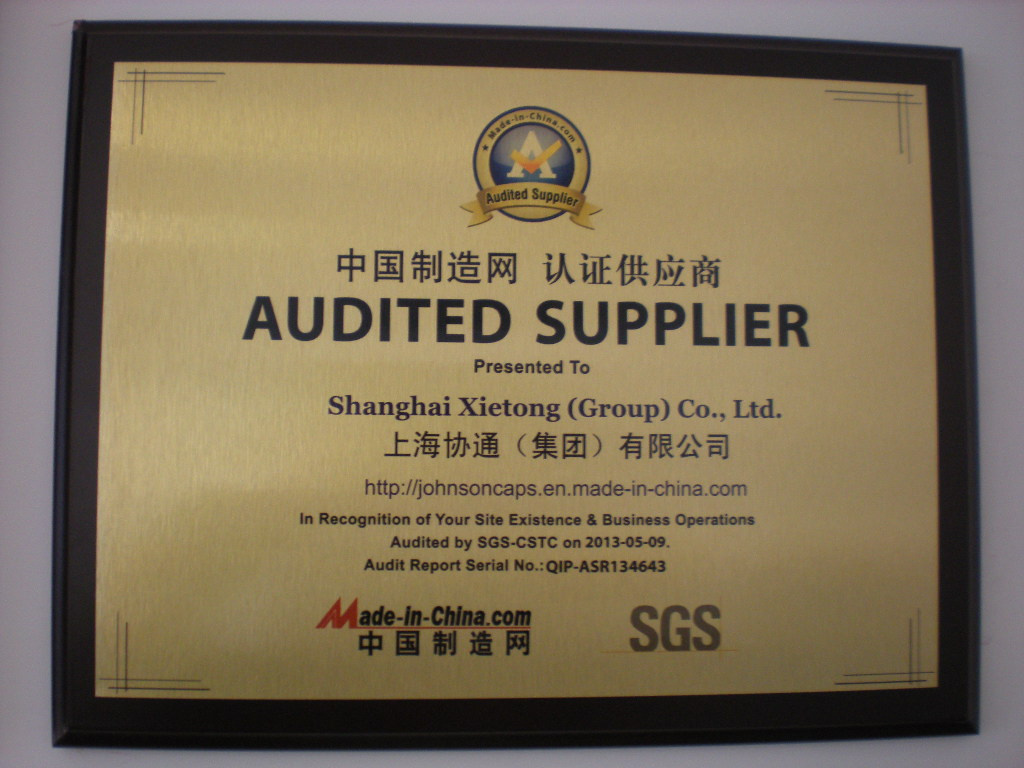 ★ Made-in-China.com ★
A
Audited Supplier
中国制造网 认证供应商
AUDITED SUPPLIER
Presented To
Shanghai Xietong (Group) Co., Ltd.
上海协通（集团）有限公司
http://johnsoncaps.en.made-in-china.com
In Recognition of Your Site Existence & Business Operations
Audited by SGS-CSTC on 2013-05-09.
Audit Report Serial No.: QIP-ASR134643
Made-in-China.com
中国制造网
SGS